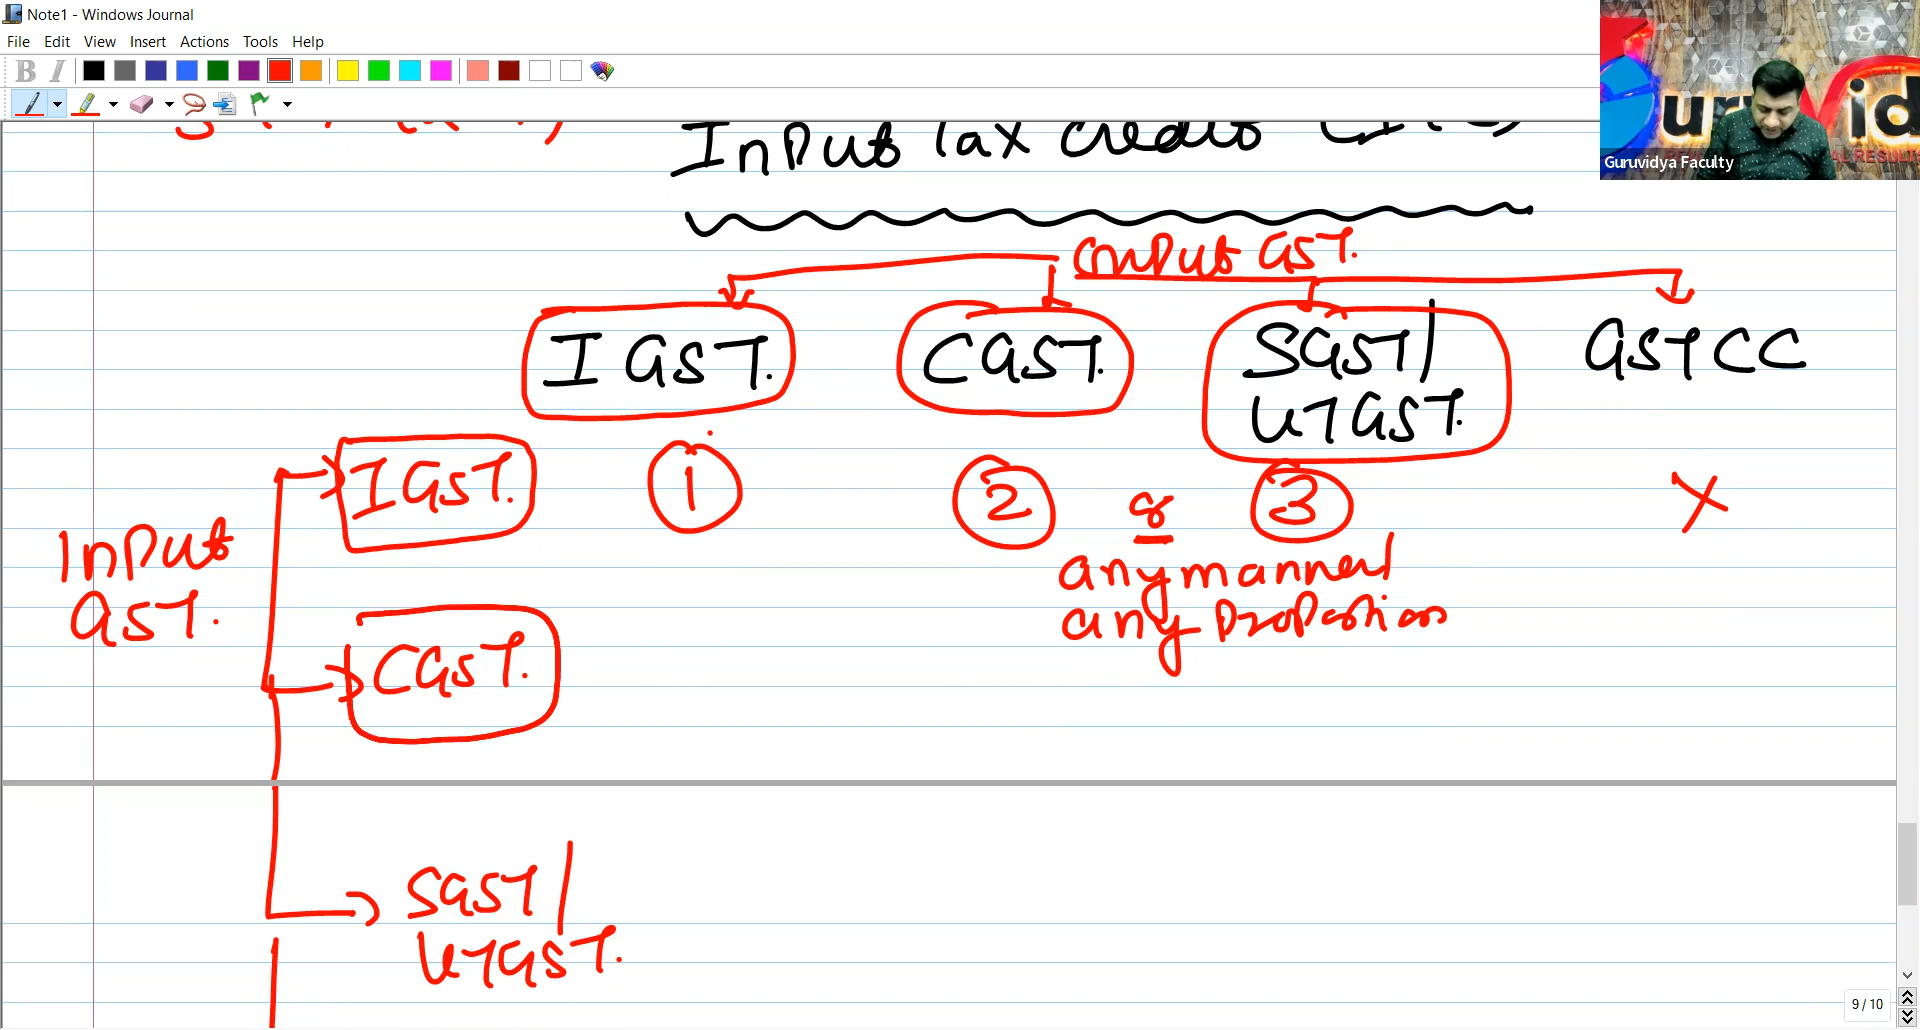 Note1 - Windows Journal
File Edit View Insert Actions Tools Help
B I
Guruvidya Faculty
Input Tax credit
Input GST.
IGST. CGST. SGST/ GSTCC
UTGST.
IGST. 1 2 & 3 X
any manner/
any proportion
Input
GST.
CGST.
SGST/
UTGST.
9 / 10